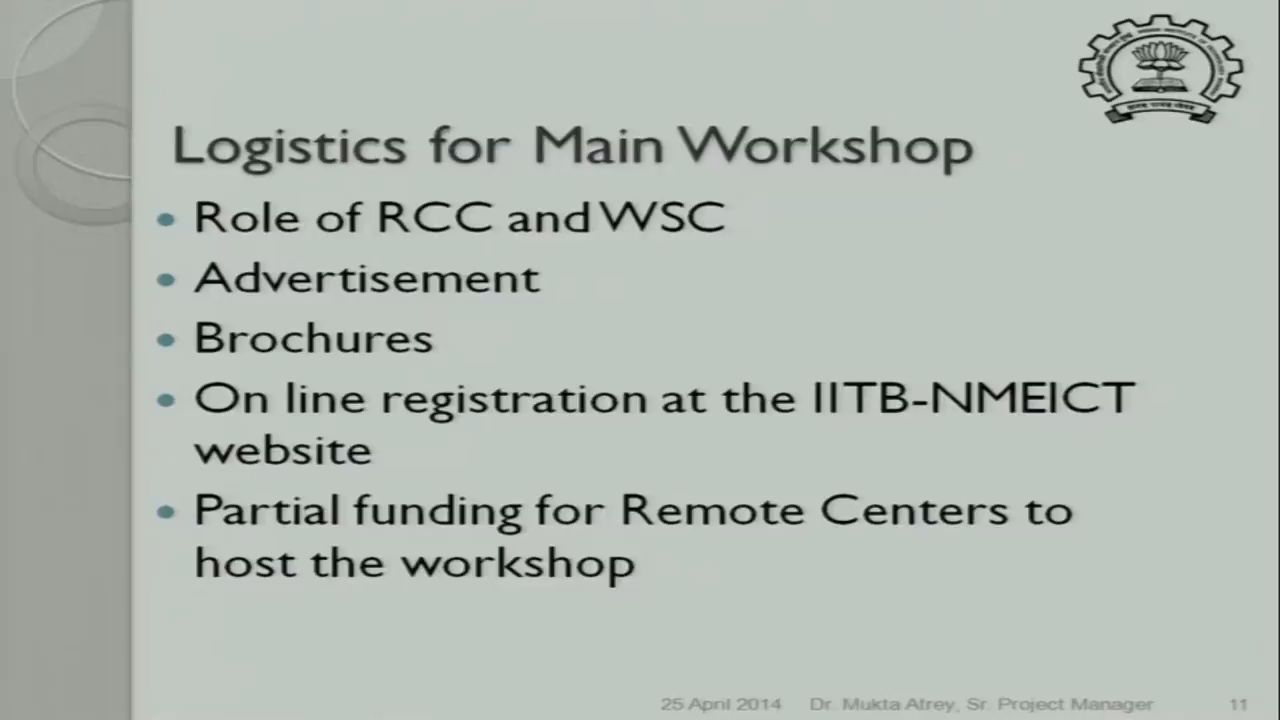 Logistics for Main Workshop
Role of RCC and WSC
Advertisement
Brochures
On line registration at the IITB-NMEICT
website
Partial funding for Remote Centers to
host the workshop
25 April 2014 Dr. Mukta Atrey, Sr. Project Manager 11